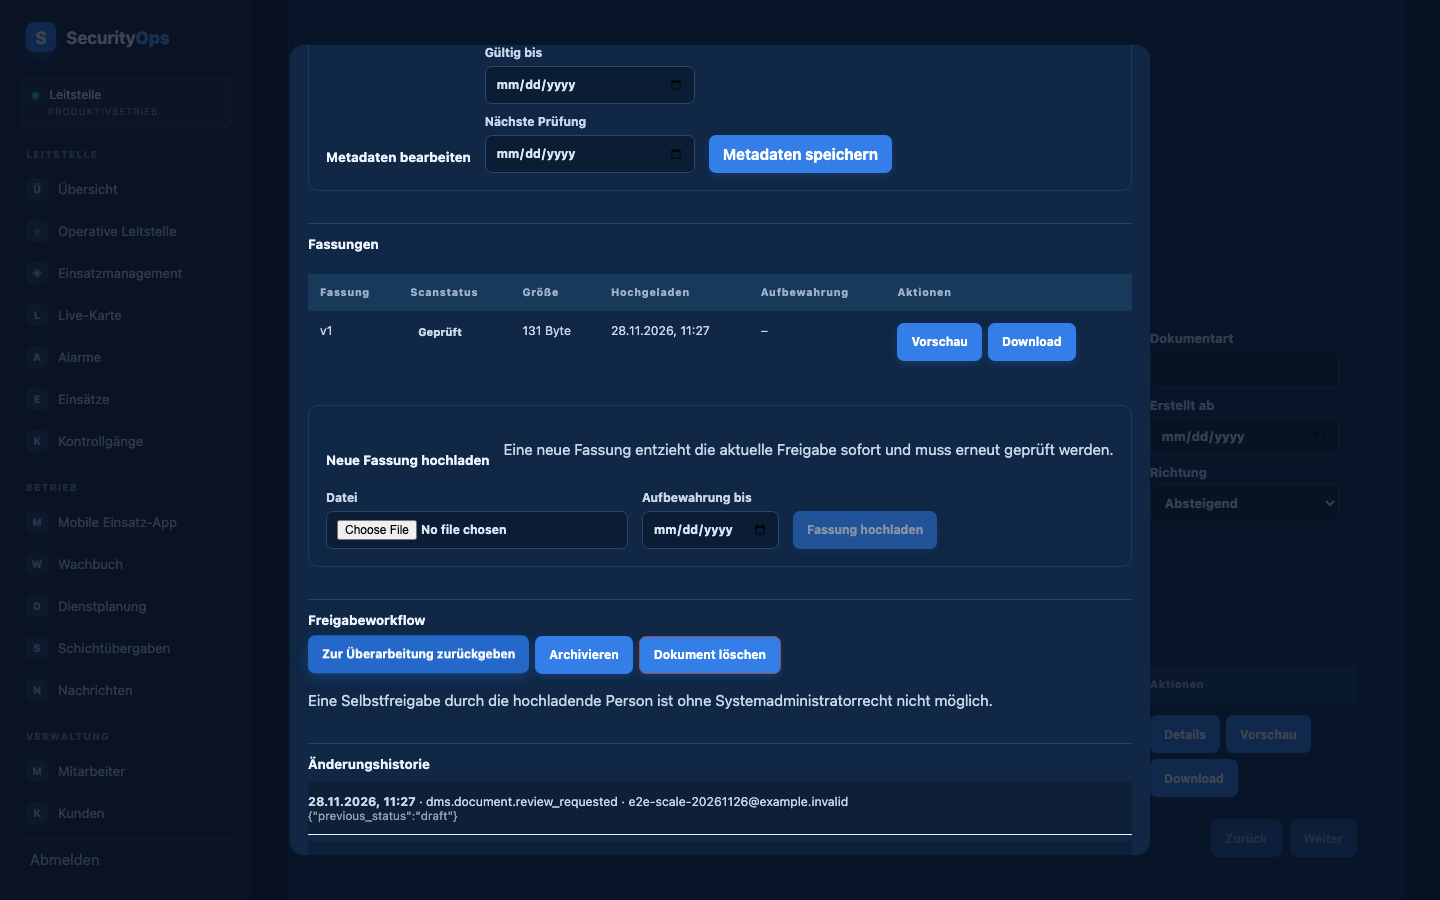 S SecurityOps
Leitstelle
PRODUKTIVBETRIEB
LEITSTELLE
Ü Übersicht
Operative Leitstelle
Einsatzmanagement
L Live-Karte
A Alarme
E Einsätze
K Kontrollgänge
BETRIEB
M Mobile Einsatz-App
W Wachbuch
D Dienstplanung
S Schichtübergaben
N Nachrichten
VERWALTUNG
M Mitarbeiter
K Kunden
Abmelden
Gültig bis
mm/dd/yyyy
Nächste Prüfung
Metadaten bearbeiten mm/dd/yyyy Metadaten speichern
Fassungen
Fassung Scanstatus Größe Hochgeladen Aufbewahrung Aktionen
v1 Geprüft 131 Byte 28.11.2026, 11:27 – Vorschau Download
Neue Fassung hochladen Eine neue Fassung entzieht die aktuelle Freigabe sofort und muss erneut geprüft werden.
Datei Aufbewahrung bis
Choose File No file chosen mm/dd/yyyy Fassung hochladen
Freigabeworkflow
Zur Überarbeitung zurückgeben Archivieren Dokument löschen
Eine Selbstfreigabe durch die hochladende Person ist ohne Systemadministratorrecht nicht möglich.
Änderungshistorie
28.11.2026, 11:27 · dms.document.review_requested · e2e-scale-20261126@example.invalid
{"previous_status":"draft"}
Dokumentart
Erstellt ab
mm/dd/yyyy
Richtung
Absteigend
Aktionen
Details Vorschau
Download
Zurück Weiter